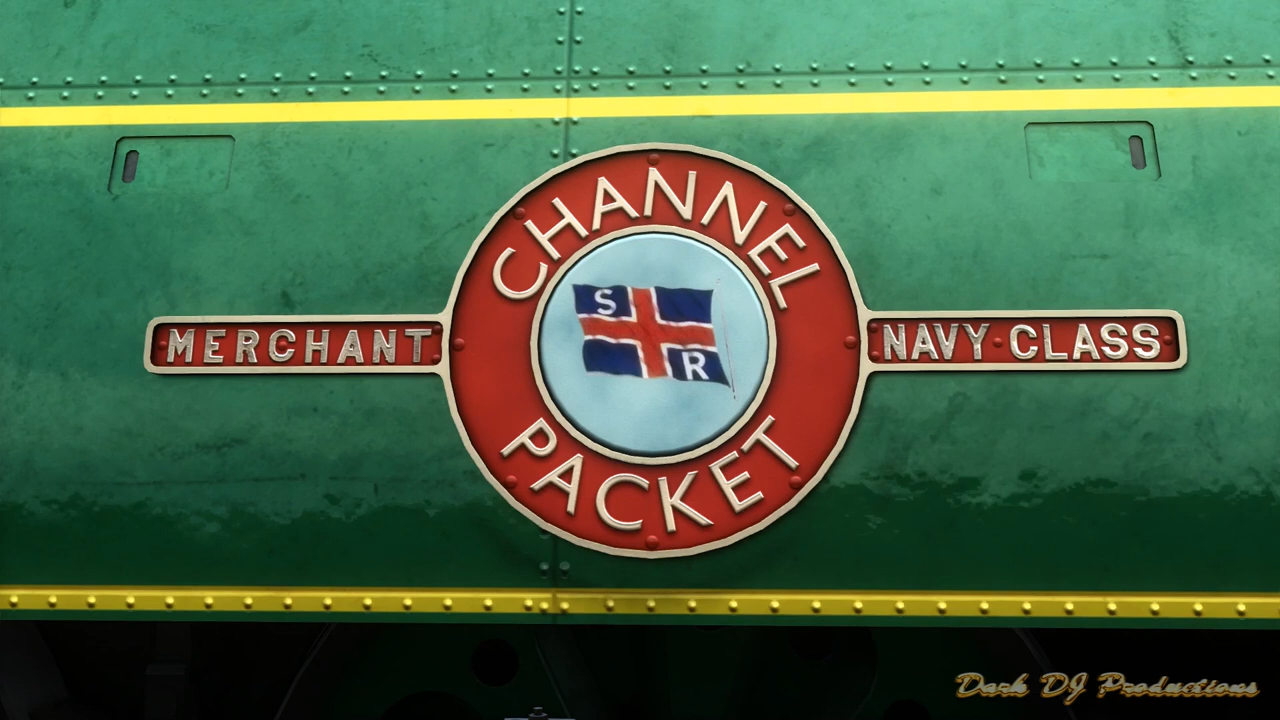 CHANNEL
MERCHANT
NAVY CLASS
S
R
PACKET
Dark DJ Productions